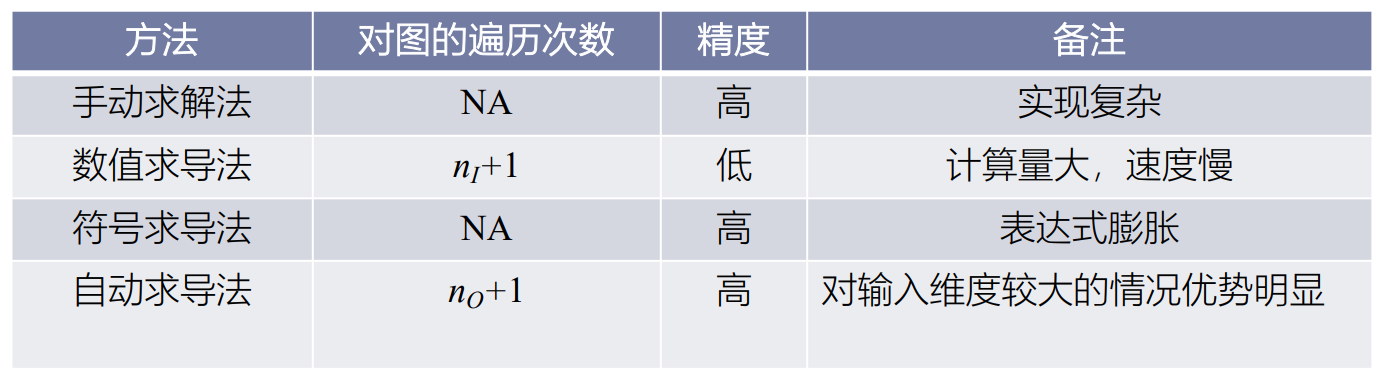 方法 对图的遍历次数 精度 备注
手动求解法 NA 高 实现复杂
数值求导法 n_I+1 低 计算量大，速度慢
符号求导法 NA 高 表达式膨胀
自动求导法 n_O+1 高 对输入维度较大的情况优势明显